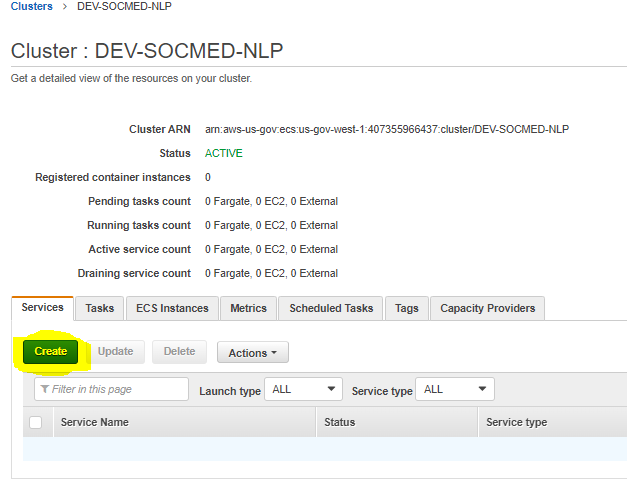 Clusters > DEV-SOCMED-NLP
Cluster : DEV-SOCMED-NLP
Get a detailed view of the resources on your cluster.
Cluster ARN arn:aws-us-gov:ecs:us-gov-west-1:407355966437:cluster/DEV-SOCMED-NLP
Status ACTIVE
Registered container instances 0
Pending tasks count 0 Fargate, 0 EC2, 0 External
Running tasks count 0 Fargate, 0 EC2, 0 External
Active service count 0 Fargate, 0 EC2, 0 External
Draining service count 0 Fargate, 0 EC2, 0 External
Services Tasks ECS Instances Metrics Scheduled Tasks Tags Capacity Providers
Create Update Delete Actions
Filter in this page Launch type ALL Service type ALL
Service Name Status Service type